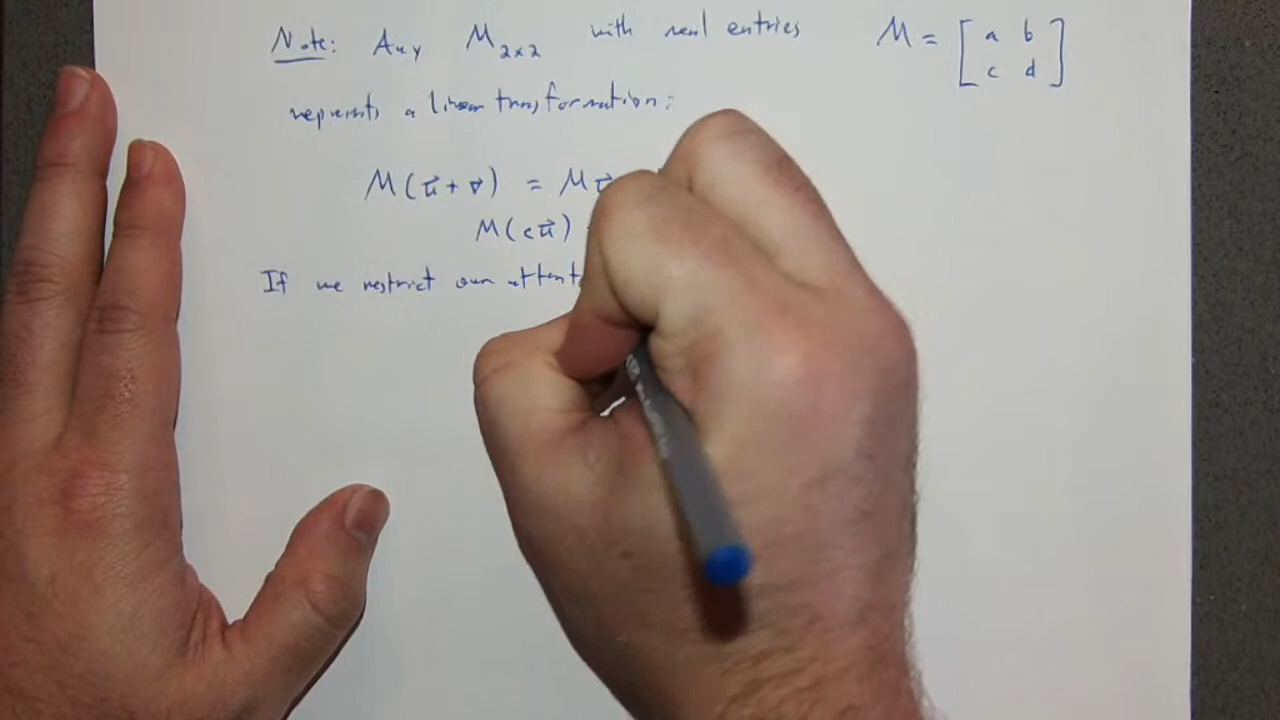 Note: Any M2x2 with real entries M = [a b
c d]
represents a linear transformation:
M(u⃗ + v⃗) = Mu⃗
M(cu⃗)
If we restrict our attent